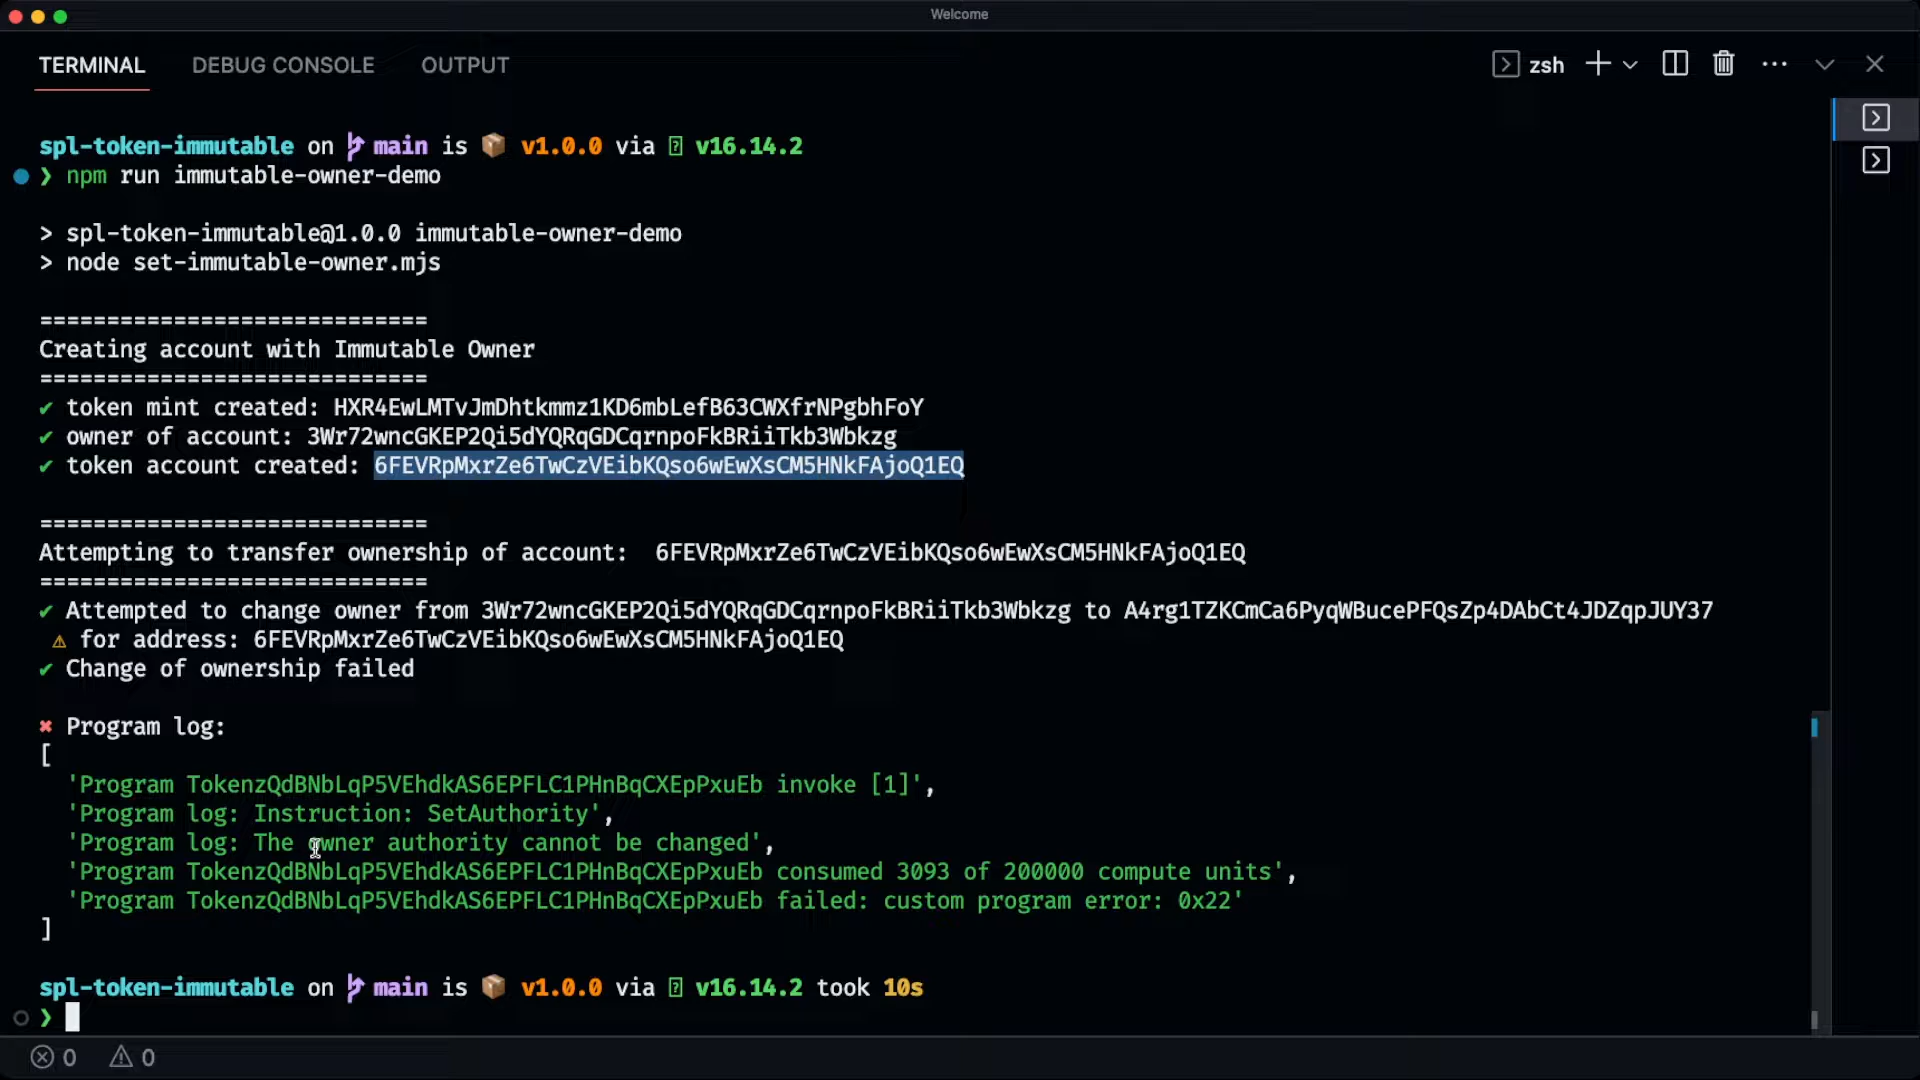 Welcome
TERMINAL DEBUG CONSOLE OUTPUT zsh
spl-token-immutable on main is 📦 v1.0.0 via v16.14.2
❯ npm run immutable-owner-demo
> spl-token-immutable@1.0.0 immutable-owner-demo
> node set-immutable-owner.mjs
=============================
Creating account with Immutable Owner
=============================
✔ token mint created: HXR4EwLMTvJmDhtkmmz1KD6mbLefB63CWXfrNPgbhFoY
✔ owner of account: 3Wr72wncGKEP2Qi5dYQRqGDCqrnpoFkBRiiTkb3Wbkzg
✔ token account created: 6FEVRpMxrZe6TwCzVEibKQso6wEwXsCM5HNkFAjoQ1EQ
=============================
Attempting to transfer ownership of account: 6FEVRpMxrZe6TwCzVEibKQso6wEwXsCM5HNkFAjoQ1EQ
=============================
✔ Attempted to change owner from 3Wr72wncGKEP2Qi5dYQRqGDCqrnpoFkBRiiTkb3Wbkzg to A4rg1TZKCmCa6PyqWBucePFQsZp4DAbCt4JDZqpJUY37
⚠ for address: 6FEVRpMxrZe6TwCzVEibKQso6wEwXsCM5HNkFAjoQ1EQ
✔ Change of ownership failed
✖ Program log:
[
'Program TokenzQdBNbLqP5VEhdkAS6EPFLC1PHnBqCXEpPxuEb invoke [1]',
'Program log: Instruction: SetAuthority',
'Program log: The owner authority cannot be changed',
'Program TokenzQdBNbLqP5VEhdkAS6EPFLC1PHnBqCXEpPxuEb consumed 3093 of 200000 compute units',
'Program TokenzQdBNbLqP5VEhdkAS6EPFLC1PHnBqCXEpPxuEb failed: custom program error: 0x22'
]
spl-token-immutable on main is 📦 v1.0.0 via v16.14.2 took 10s
❯
0 0